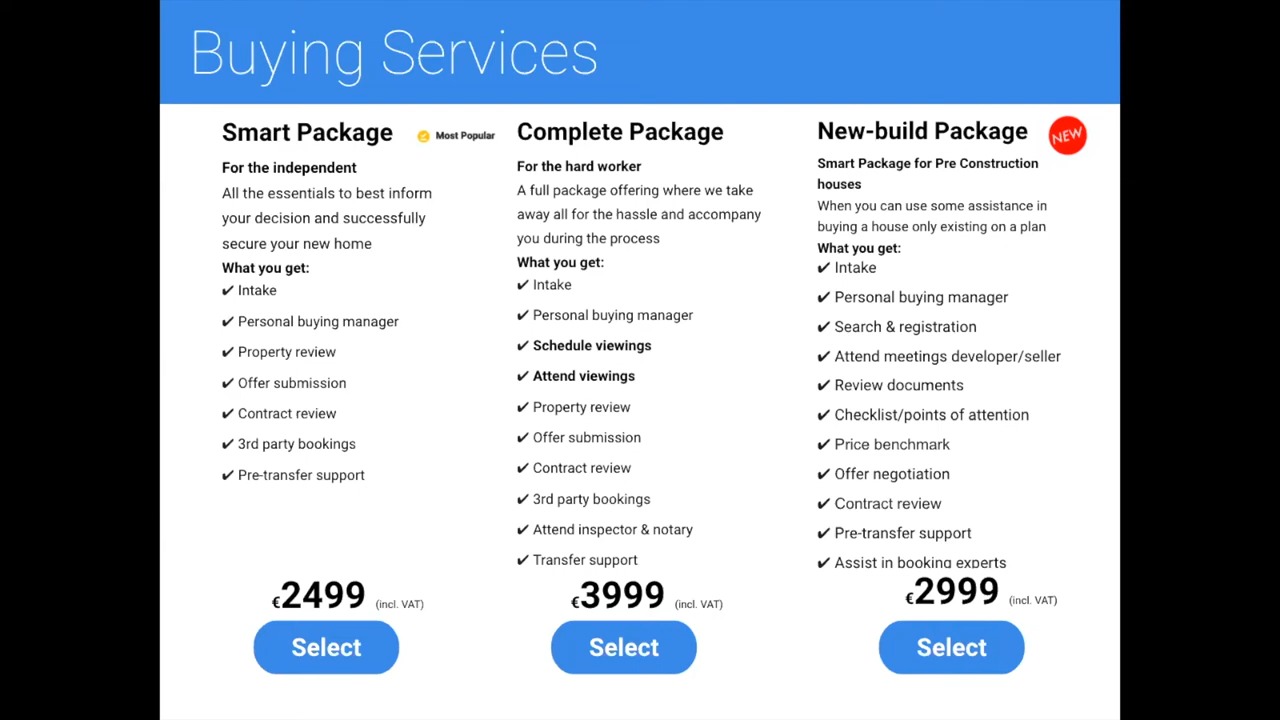 Buying Services
Smart Package
Most Popular
For the independent
All the essentials to best inform
your decision and successfully
secure your new home
What you get:
✔ Intake
✔ Personal buying manager
✔ Property review
✔ Offer submission
✔ Contract review
✔ 3rd party bookings
✔ Pre-transfer support
€2499 (incl. VAT)
Select
Complete Package
For the hard worker
A full package offering where we take
away all for the hassle and accompany
you during the process
What you get:
✔ Intake
✔ Personal buying manager
✔ Schedule viewings
✔ Attend viewings
✔ Property review
✔ Offer submission
✔ Contract review
✔ 3rd party bookings
✔ Attend inspector & notary
✔ Transfer support
€3999 (incl. VAT)
Select
New-build Package
NEW
Smart Package for Pre Construction
houses
When you can use some assistance in
buying a house only existing on a plan
What you get:
✔ Intake
✔ Personal buying manager
✔ Search & registration
✔ Attend meetings developer/seller
✔ Review documents
✔ Checklist/points of attention
✔ Price benchmark
✔ Offer negotiation
✔ Contract review
✔ Pre-transfer support
✔ Assist in booking experts
€2999 (incl. VAT)
Select